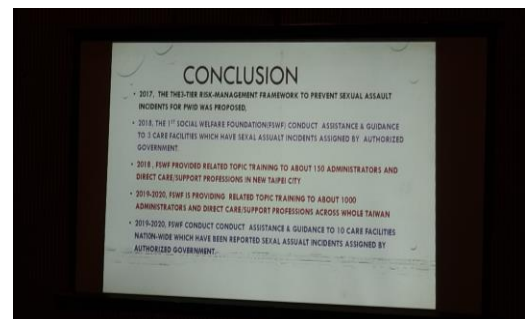 CONCLUSION
• 2017, THE THE3-TIER RISK-MANAGEMENT FRAMEWORK TO PREVENT SEXUAL ASSAULT
INCIDENTS FOR PWID WAS PROPOSED.
• 2018, THE 1ST SOCIAL WELFARE FOUNDATION(FSWF) CONDUCT ASSISTANCE & GUIDANCE
TO 3 CARE FACILITIES WHICH HAVE SEXAL ASSUALT INCIDENTS ASSIGNED BY AUTHORIZED
GOVERNMENT.
• 2018, FSWF PROVIDED RELATED TOPIC TRAINING TO ABOUT 150 ADMINISTRATORS AND
DIRECT CARE/SUPPORT PROFESSIONS IN NEW TAIPEI CITY
• 2019-2020, FSWF IS PROVIDING RELATED TOPIC TRAINING TO ABOUT 1000
ADMINISTRATORS AND DIRECT CARE/SUPPORT PROFESSIONS ACROSS WHOLE TAIWAN
• 2019-2020, FSWF CONDUCT CONDUCT ASSISTANCE & GUIDANCE TO 10 CARE FACILITIES
NATION-WIDE WHICH HAVE BEEN REPORTED SEXAL ASSUALT INCIDENTS ASSIGNED BY
AUTHORIZED GOVERNMENT.